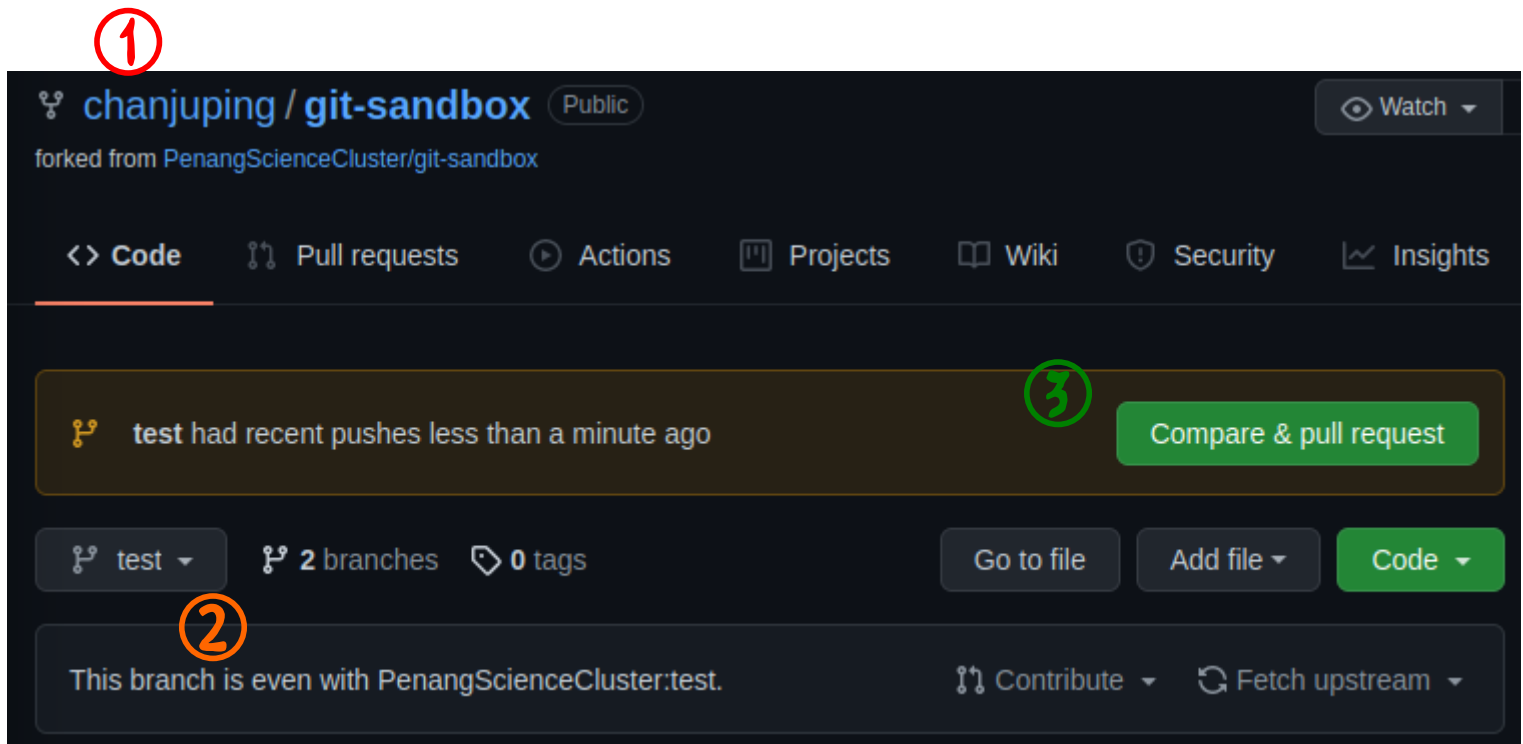 1
chanjuping / git-sandbox Public Watch
forked from PenangScienceCluster/git-sandbox
<> Code Pull requests Actions Projects Wiki Security Insights
3
test had recent pushes less than a minute ago Compare & pull request
test 2 branches 0 tags Go to file Add file Code
2
This branch is even with PenangScienceCluster:test. Contribute Fetch upstream